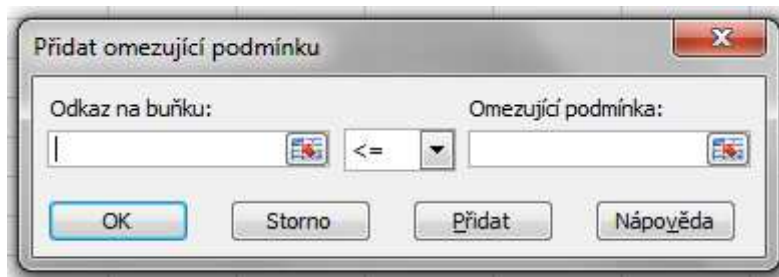 Přidat omezující podmínku
Odkaz na buňku: Omezující podmínka:
<=
OK Storno Přidat Nápověda